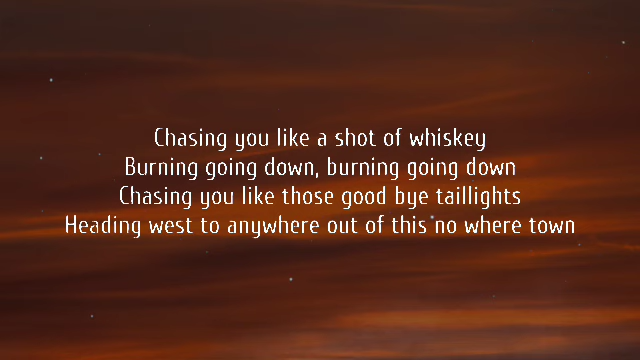 Chasing you like a shot of whiskey
Burning going down, burning going down
Chasing you like those good bye taillights
Heading west to anywhere out of this no where town